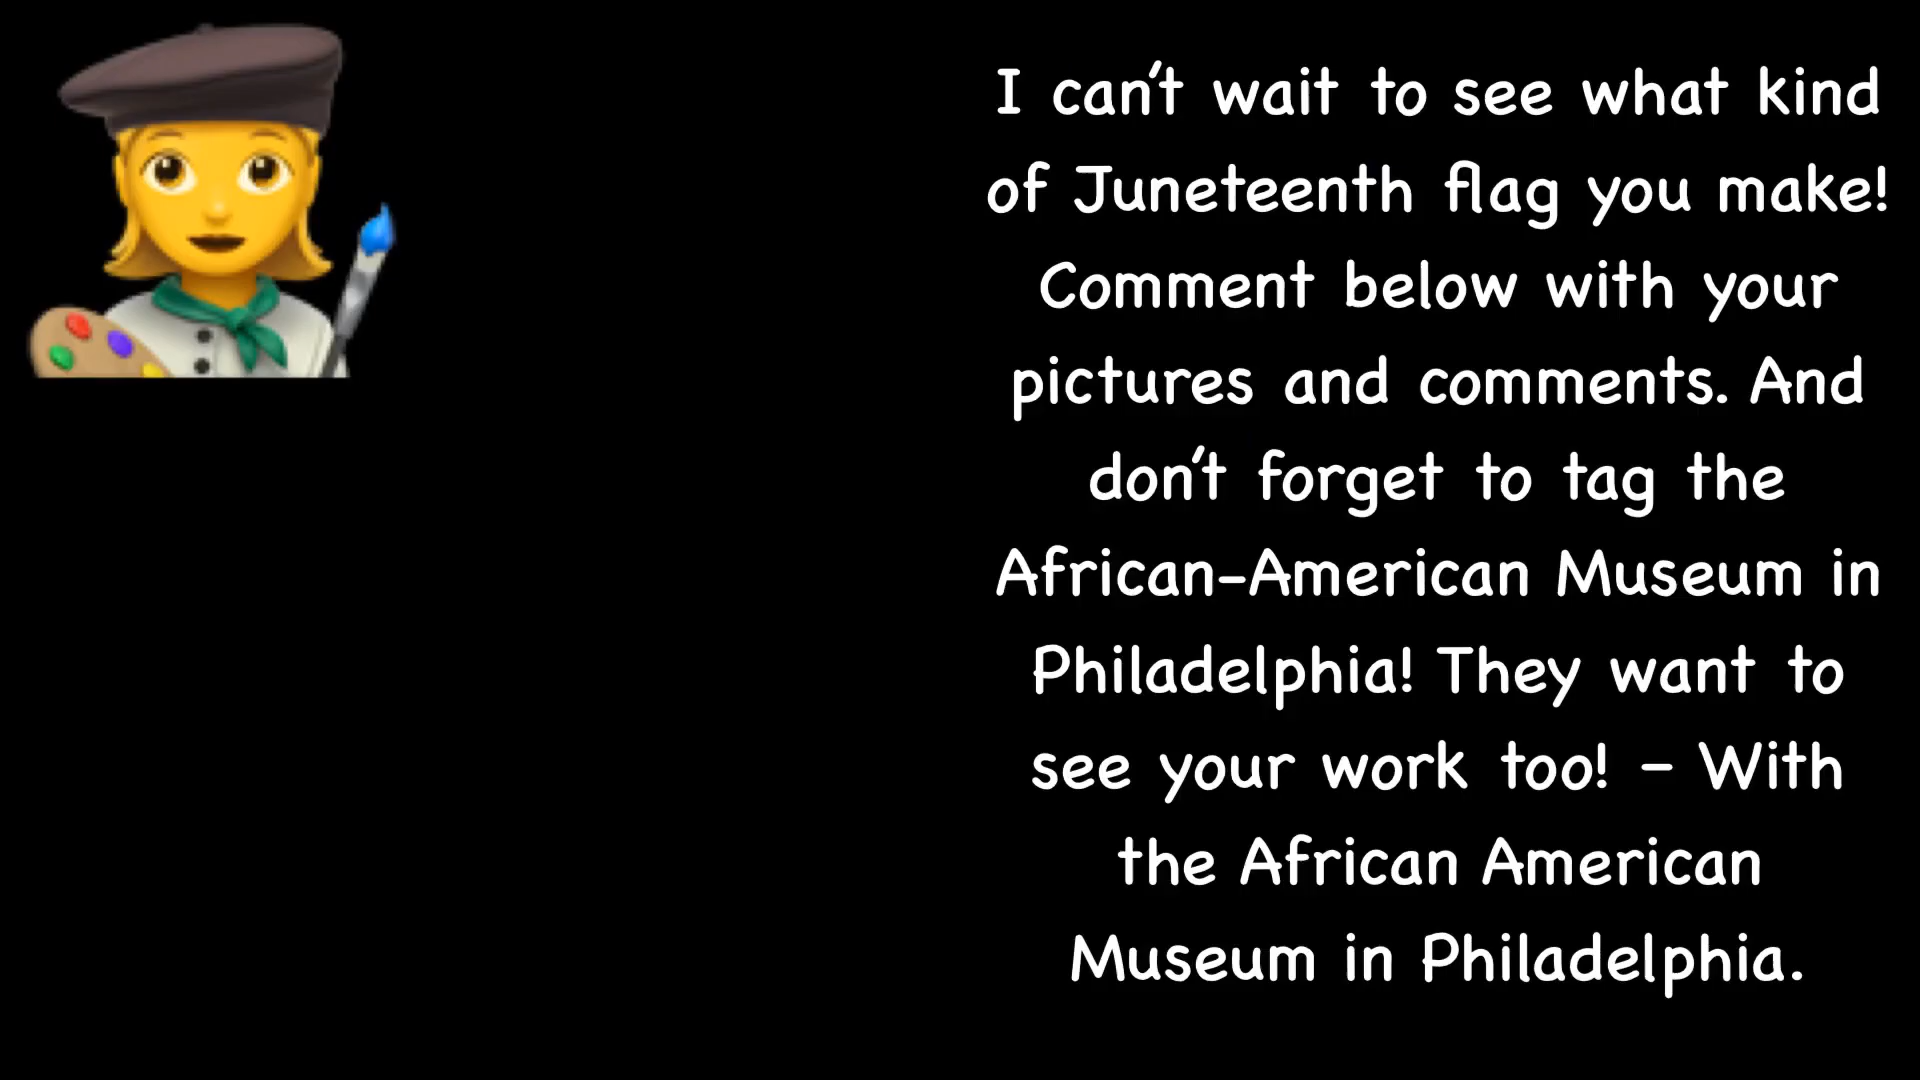 I can't wait to see what kind
of Juneteenth flag you make!
Comment below with your
pictures and comments. And
don't forget to tag the
African-American Museum in
Philadelphia! They want to
see your work too! - With
the African American
Museum in Philadelphia.